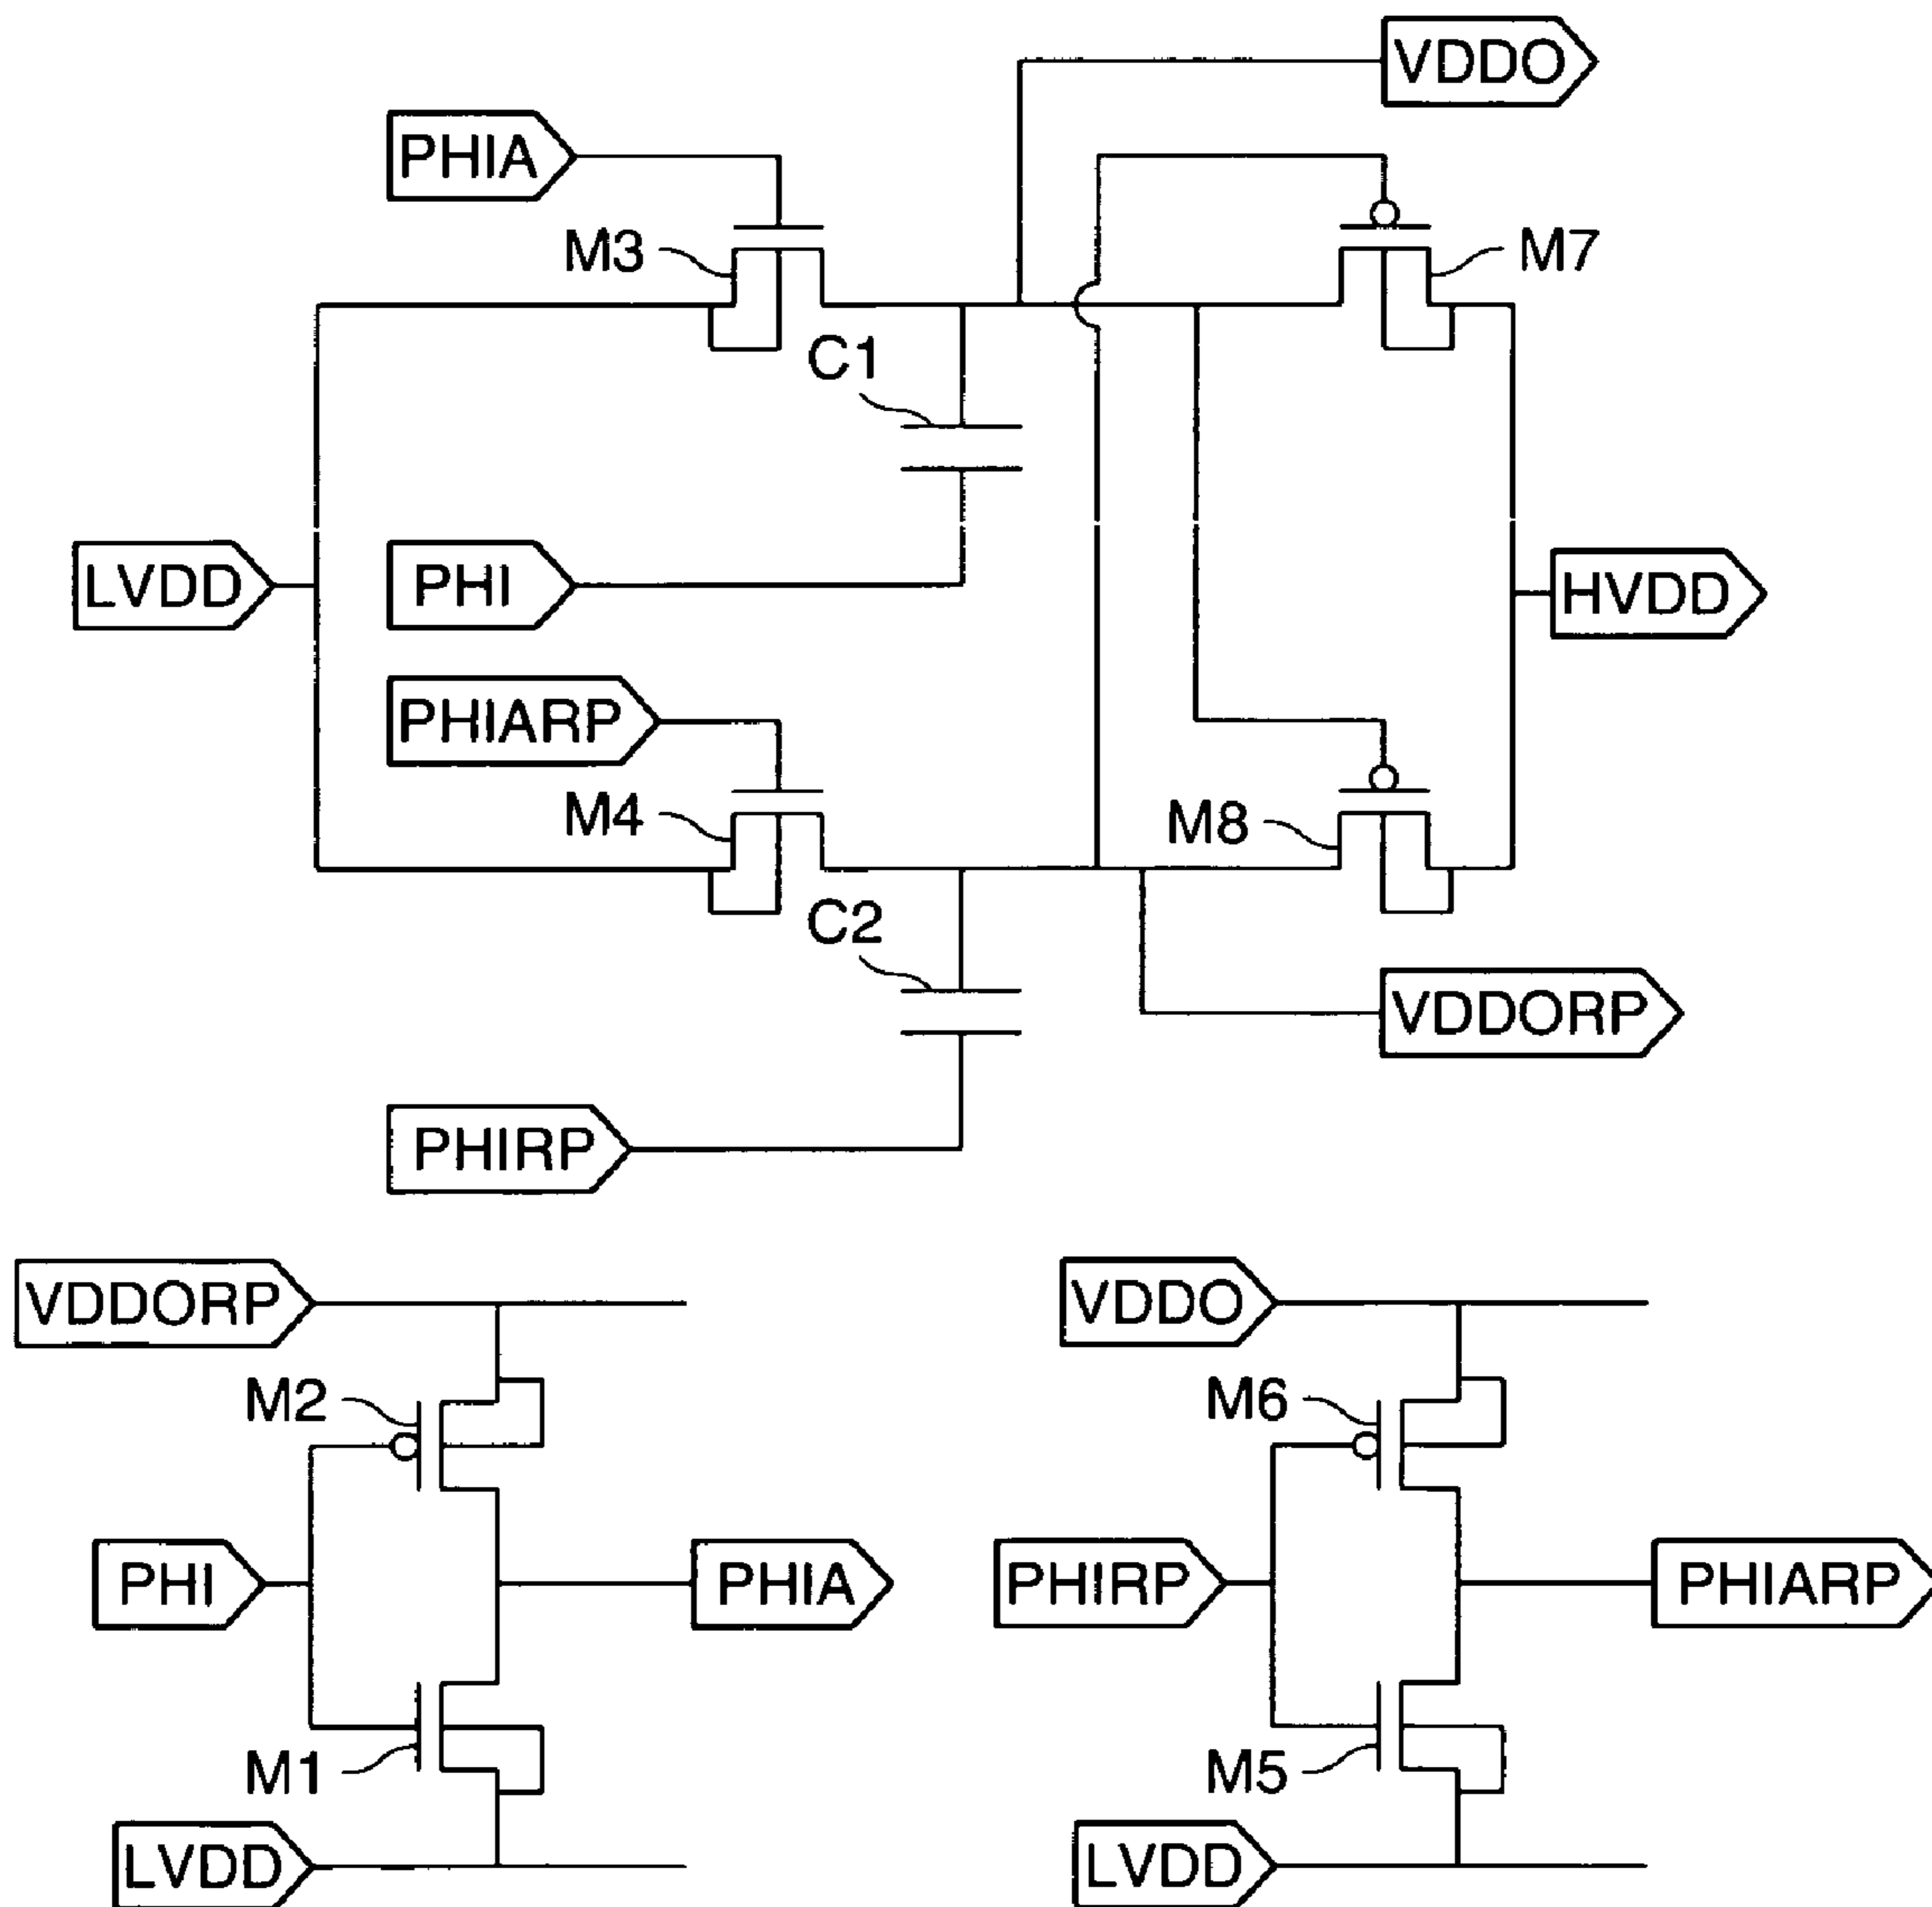 VDDO
PHIA
M3
M7
C1
LVDD
PHI
HVDD
PHIARP
M4
M8
C2
VDDORP
PHIRP
VDDORP
VDDO
M2
M6
PHI
PHIA
PHIRP
PHIARP
M1
M5
LVDD
LVDD